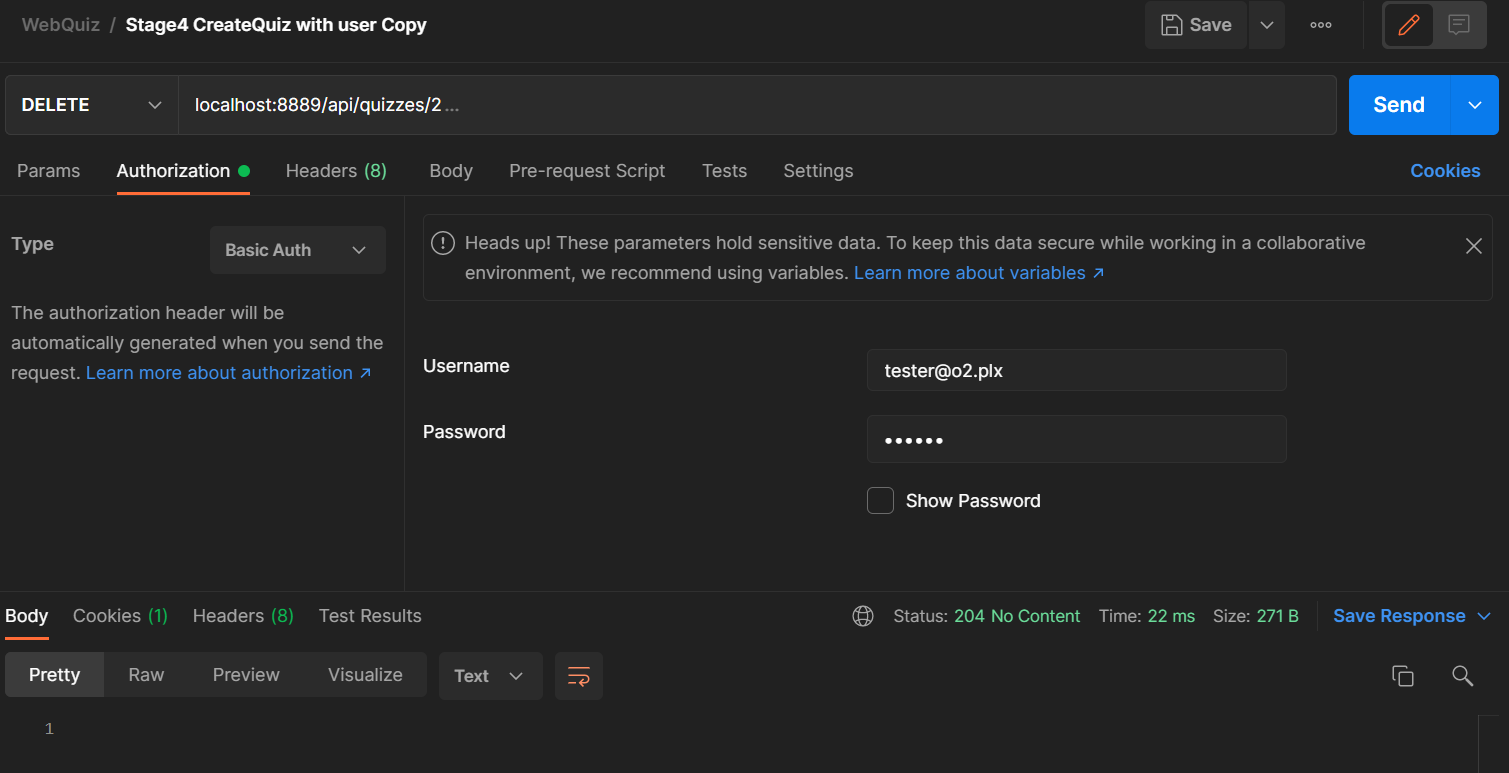 WebQuiz / Stage4 CreateQuiz with user Copy
Save
DELETE
localhost:8889/api/quizzes/2...
Send
Params Authorization Headers (8) Body Pre-request Script Tests Settings
Cookies
Type
Basic Auth
The authorization header will be
automatically generated when you send the
request. Learn more about authorization ↗
Heads up! These parameters hold sensitive data. To keep this data secure while working in a collaborative
environment, we recommend using variables. Learn more about variables ↗
Username
tester@o2.plx
Password
••••••
Show Password
Body Cookies (1) Headers (8) Test Results
Status: 204 No Content Time: 22 ms Size: 271 B
Save Response
Pretty Raw Preview Visualize
Text
1